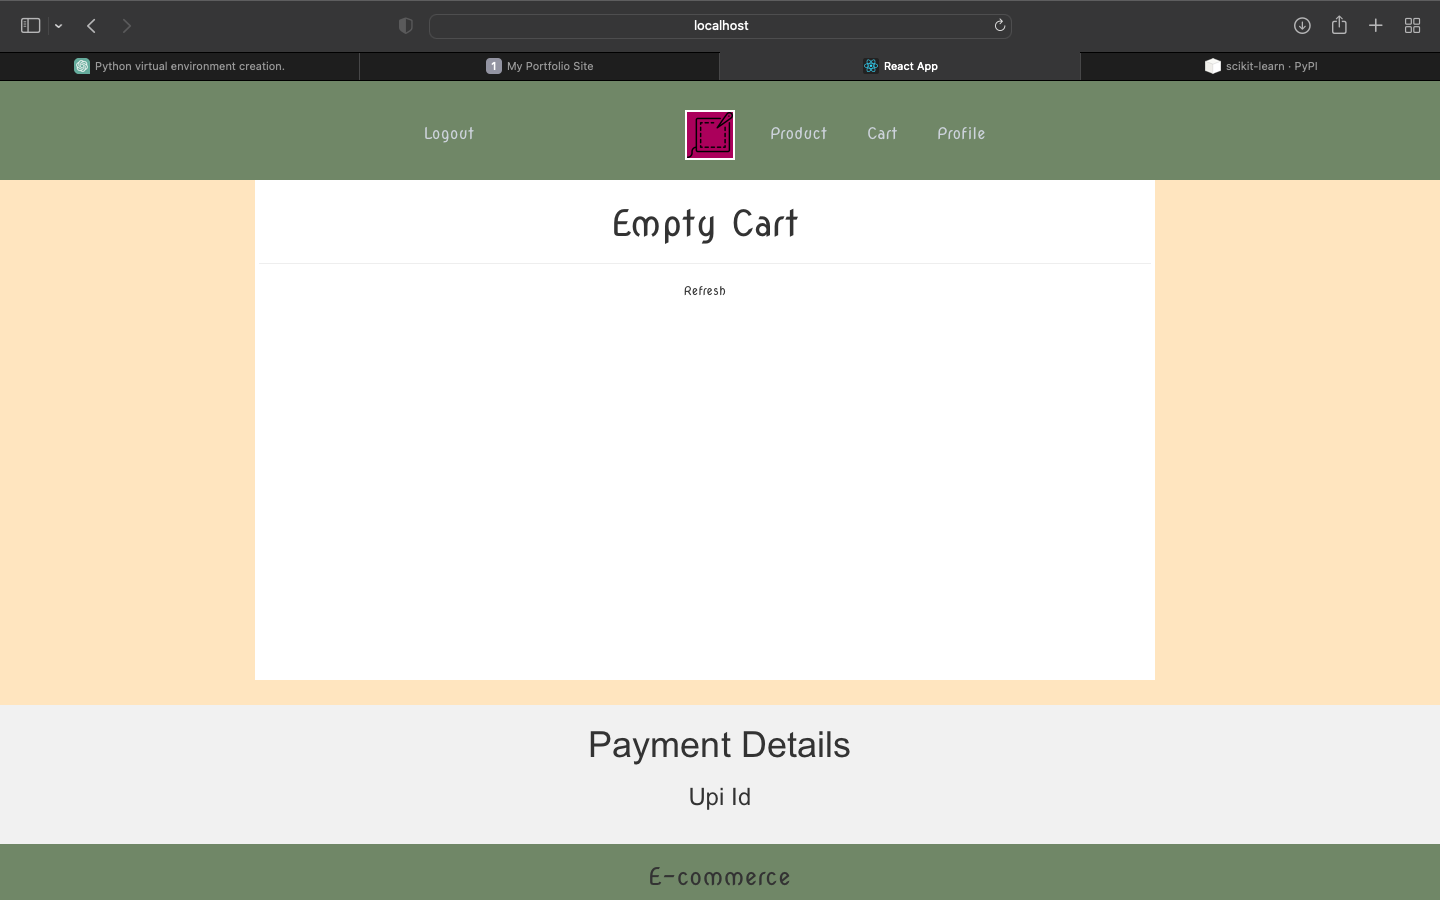 localhost
Python virtual environment creation.
1 My Portfolio Site
React App
scikit-learn · PyPI
Logout
Product
Cart
Profile
Empty Cart
Refresh
Payment Details
Upi Id
E-commerce